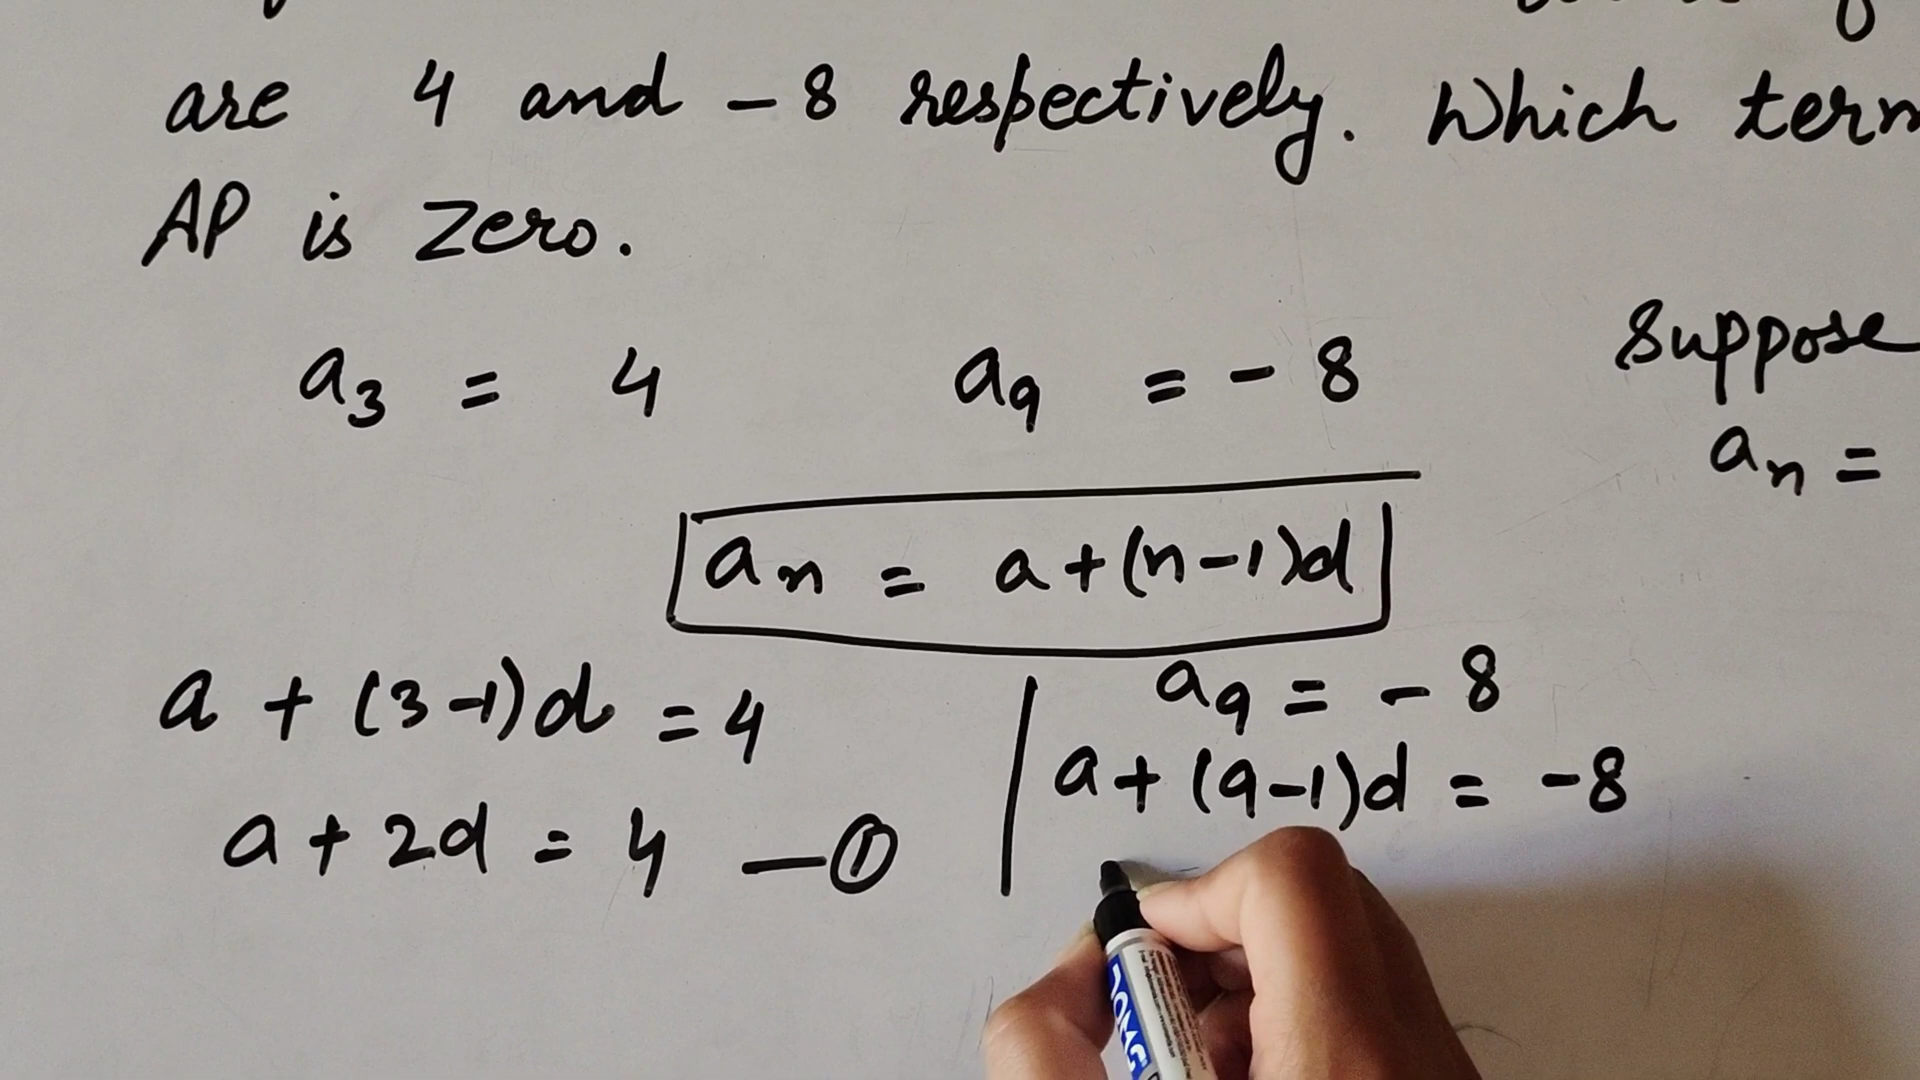 are 4 and - 8 respectively. Which term
AP is zero.
a3 = 4 a9 = - 8
Suppose
an =
an = a+(n-1)d
a + (3-1)d = 4
a9 = - 8
a + (9-1)d = -8
a + 2d = 4 — ①
DOMS